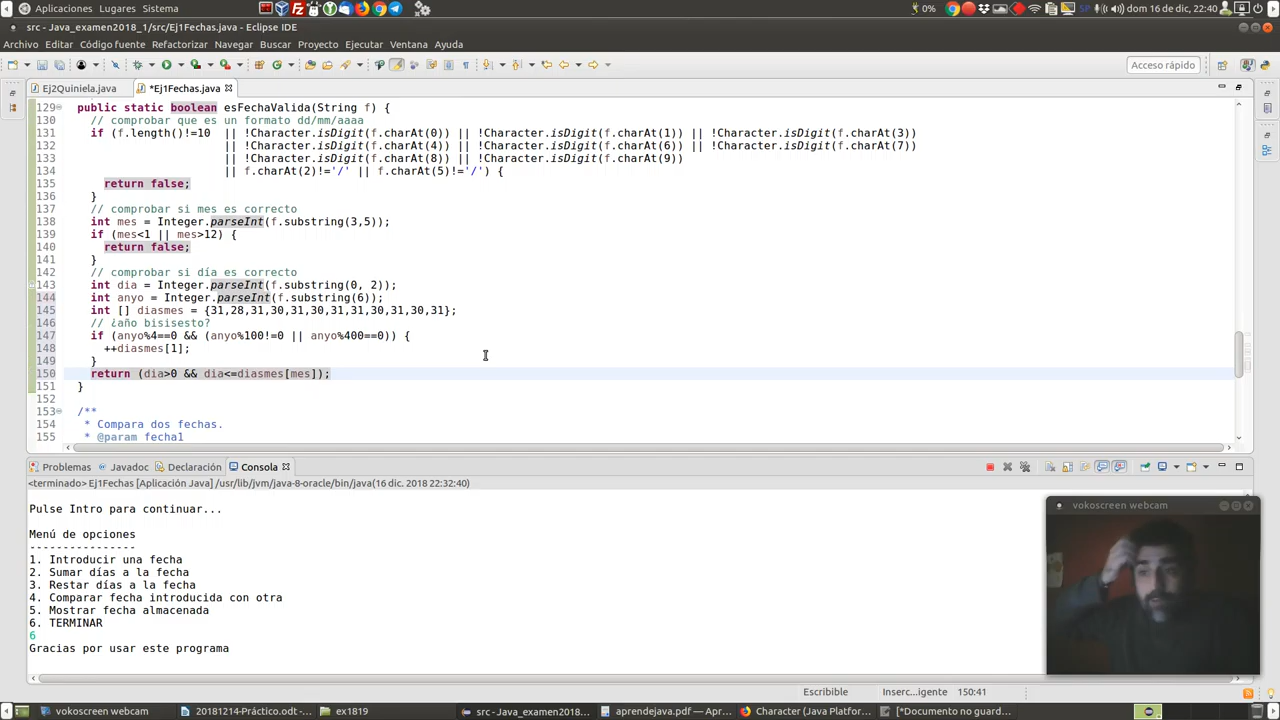 Aplicaciones Lugares Sistema
0%
SP
dom 16 de dic, 22:40
src - Java_examen2018_1/src/Ej1Fechas.java - Eclipse IDE
Archivo Editar Código fuente Refactorizar Navegar Buscar Proyecto Ejecutar Ventana Ayuda
Acceso rápido
Ej2Quiniela.java *Ej1Fechas.java
129 public static boolean esFechaValida(String f) {
130 // comprobar que es un formato dd/mm/aaaa
131 if (f.length()!=10 || !Character.isDigit(f.charAt(0)) || !Character.isDigit(f.charAt(1)) || !Character.isDigit(f.charAt(3))
132 || !Character.isDigit(f.charAt(4)) || !Character.isDigit(f.charAt(6)) || !Character.isDigit(f.charAt(7))
133 || !Character.isDigit(f.charAt(8)) || !Character.isDigit(f.charAt(9))
134 || f.charAt(2)!='/' || f.charAt(5)!='/') {
135 return false;
136 }
137 // comprobar si mes es correcto
138 int mes = Integer.parseInt(f.substring(3,5));
139 if (mes<1 || mes>12) {
140 return false;
141 }
142 // comprobar si día es correcto
143 int dia = Integer.parseInt(f.substring(0, 2));
144 int anyo = Integer.parseInt(f.substring(6));
145 int [] diasmes = {31,28,31,30,31,30,31,31,30,31,30,31};
146 // ¿año bisisesto?
147 if (anyo%4==0 && (anyo%100!=0 || anyo%400==0)) {
148 ++diasmes[1];
149 }
150 return (dia>0 && dia<=diasmes[mes]);
151 }
152
153 /**
154 * Compara dos fechas.
155 * @param fecha1
Problemas Javadoc Declaración Consola
<terminado> Ej1Fechas [Aplicación Java] /usr/lib/jvm/java-8-oracle/bin/java(16 dic. 2018 22:32:40)
Pulse Intro para continuar...
Menú de opciones
----------------
1. Introducir una fecha
2. Sumar días a la fecha
3. Restar días a la fecha
4. Comparar fecha introducida con otra
5. Mostrar fecha almacenada
6. TERMINAR
6
Gracias por usar este programa
vokoscreen webcam
Escribible Inserc...igente 150:41
vokoscreen webcam 20181214-Práctico.odt -... ex1819 src - Java_examen2018... aprendejava.pdf — Apr... Character (Java Platfor... [*Documento no guard...